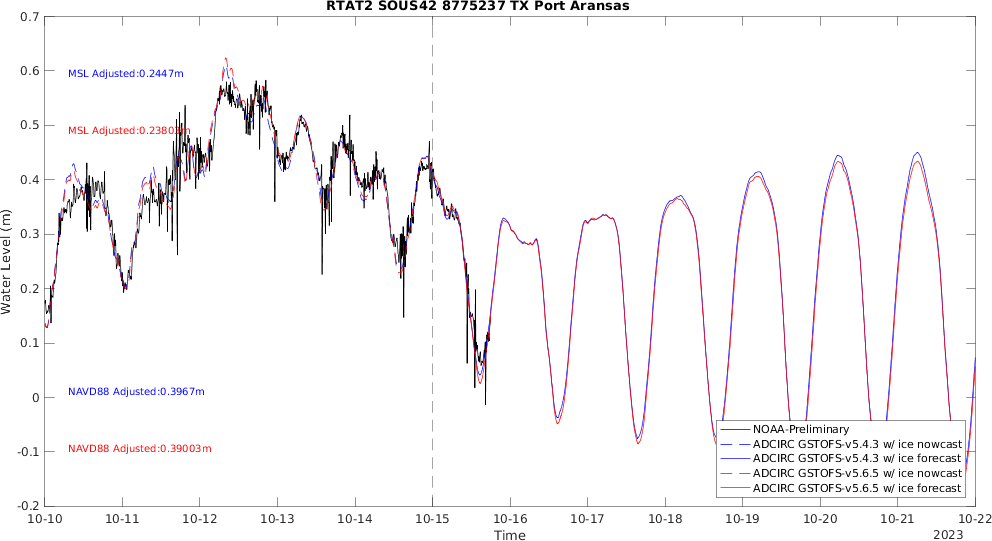 RTAT2 SOUS42 8775237 TX Port Aransas
0.7
0.6
0.5
0.4
0.3
0.2
0.1
0
-0.1
-0.2
Water Level (m)
MSL Adjusted:0.2447m
MSL Adjusted:0.2380 m
NAVD88 Adjusted:0.3967m
NAVD88 Adjusted:0.39003m
NOAA-Preliminary
ADCIRC GSTOFS-v5.4.3 w/ ice nowcast
ADCIRC GSTOFS-v5.4.3 w/ ice forecast
ADCIRC GSTOFS-v5.6.5 w/ ice nowcast
ADCIRC GSTOFS-v5.6.5 w/ ice forecast
10-10 10-11 10-12 10-13 10-14 10-15 10-16 10-17 10-18 10-19 10-20 10-21 10-22
Time
2023